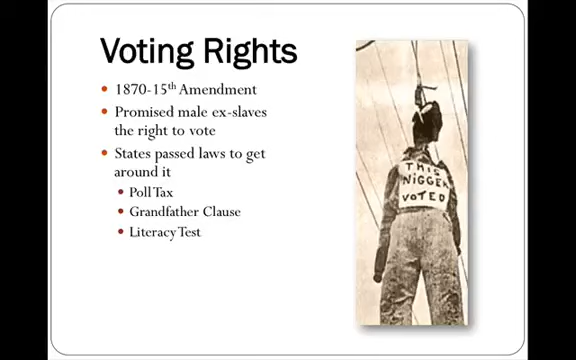 Voting Rights
1870-15th Amendment
Promised male ex-slaves
the right to vote
States passed laws to get
around it
Poll Tax
Grandfather Clause
Literacy Test
THIS
NIGGER
VOTED